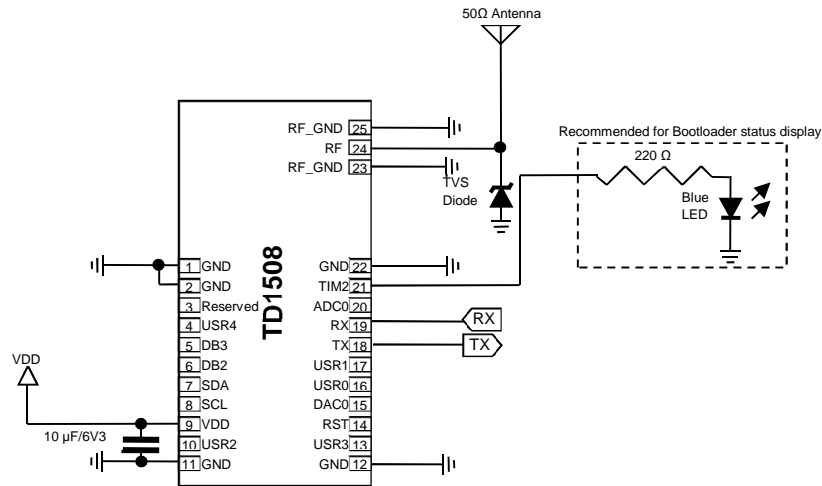 50Ω Antenna
RF_GND 25
RF 24
RF_GND 23
TVS
Diode
Recommended for Bootloader status display
220 Ω
Blue
LED
TD1508
1 GND
2 GND
3 Reserved
4 USR4
5 DB3
6 DB2
7 SDA
8 SCL
9 VDD
10 USR2
11 GND
GND 22
TIM2 21
ADC0 20
RX 19
TX 18
USR1 17
USR0 16
DAC0 15
RST 14
USR3 13
GND 12
RX
TX
VDD
10 µF/6V3